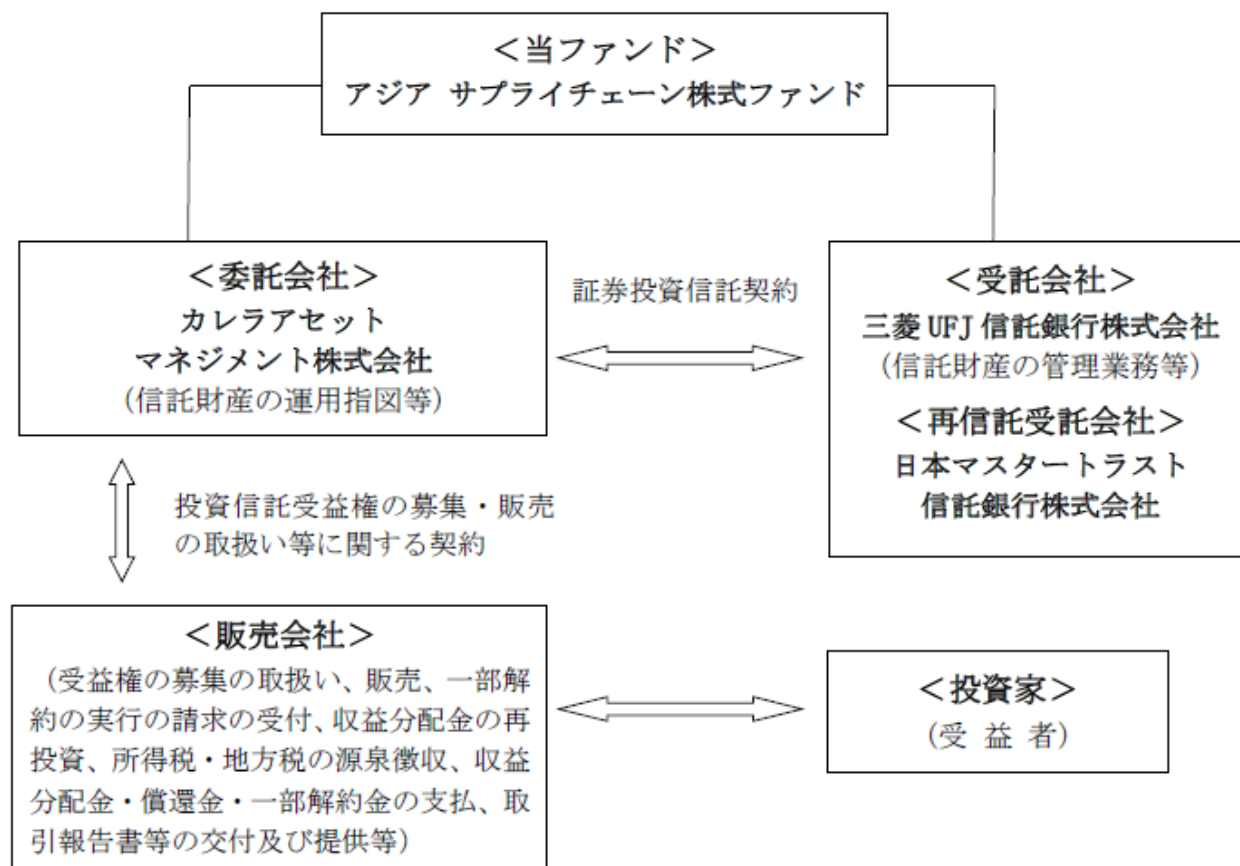 ＜当ファンド＞
アジア サプライチェーン株式ファンド
＜委託会社＞
カレラアセット
マネジメント株式会社
（信託財産の運用指図等）
証券投資信託契約
＜受託会社＞
三菱 UFJ 信託銀行株式会社
（信託財産の管理業務等）
＜再信託受託会社＞
日本マスタートラスト
信託銀行株式会社
投資信託受益権の募集・販売
の取扱い等に関する契約
＜販売会社＞
（受益権の募集の取扱い、販売、一部解
約の実行の請求の受付、収益分配金の再
投資、所得税・地方税の源泉徴収、収益
分配金・償還金・一部解約金の支払、取
引報告書等の交付及び提供等）
＜投資家＞
（受 益 者）